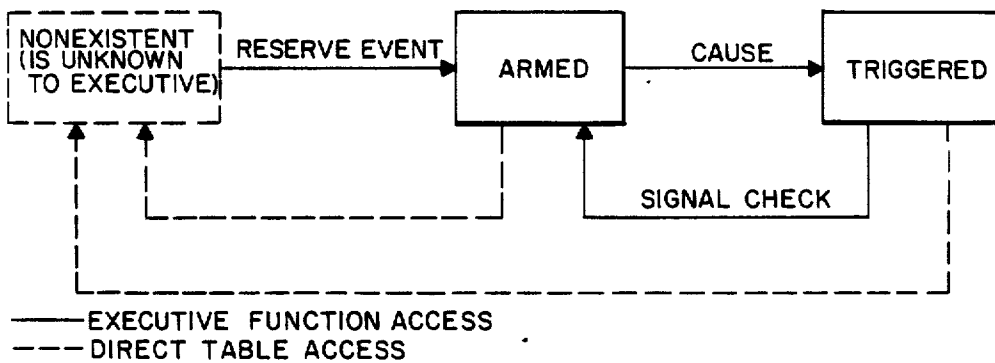 NONEXISTENT
(IS UNKNOWN
TO EXECUTIVE)
RESERVE EVENT
ARMED
CAUSE
TRIGGERED
SIGNAL CHECK
EXECUTIVE FUNCTION ACCESS
DIRECT TABLE ACCESS